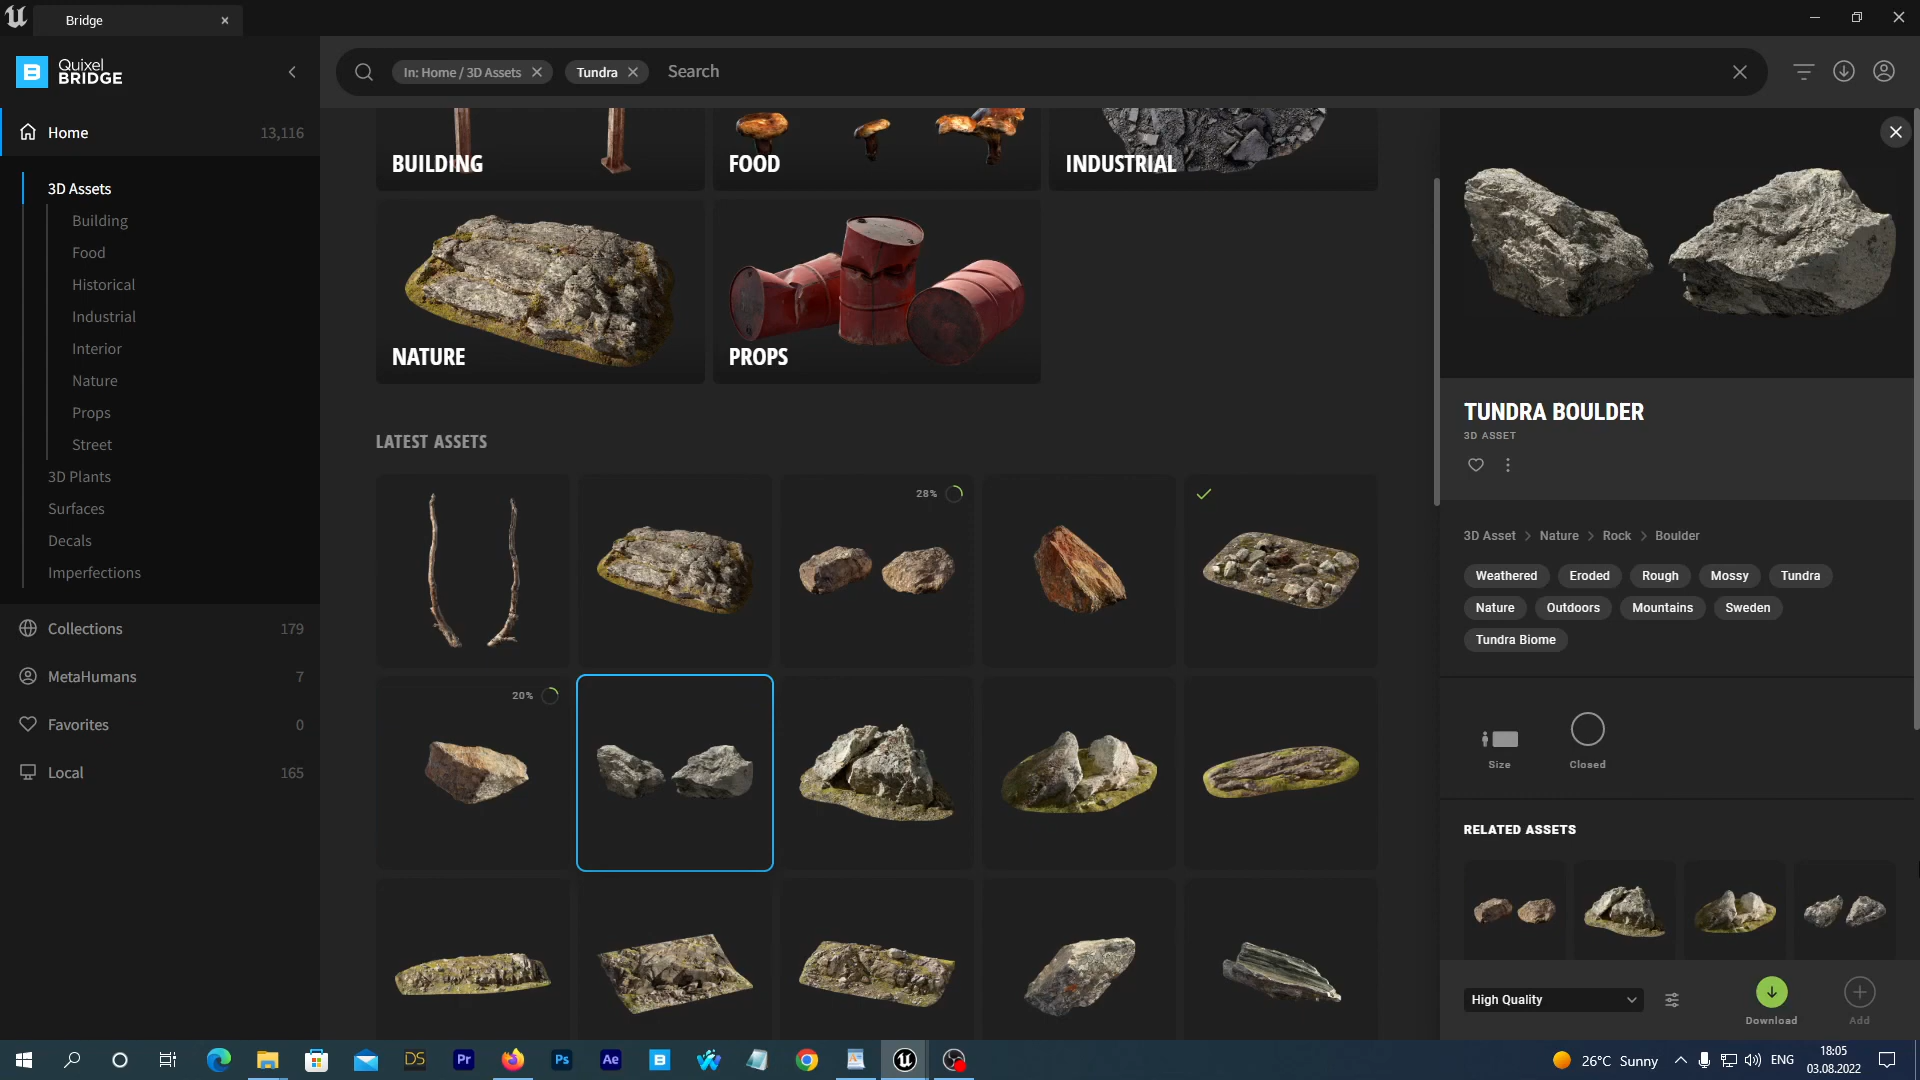 Bridge
Quixel
BRIDGE
In: Home / 3D Assets
Tundra
Search
Home
13,116
3D Assets
Building
Food
Historical
Industrial
Interior
Nature
Props
Street
3D Plants
Surfaces
Decals
Imperfections
Collections
179
MetaHumans
7
Favorites
0
Local
165
BUILDING
FOOD
INDUSTRIAL
NATURE
PROPS
LATEST ASSETS
28%
20%
TUNDRA BOULDER
3D ASSET
3D Asset > Nature > Rock > Boulder
Weathered
Eroded
Rough
Mossy
Tundra
Nature
Outdoors
Mountains
Sweden
Tundra Biome
Size
Closed
RELATED ASSETS
High Quality
Download
Add
DS
Pr
Ps
Ae
26°C Sunny
ENG
18:05
03.08.2022